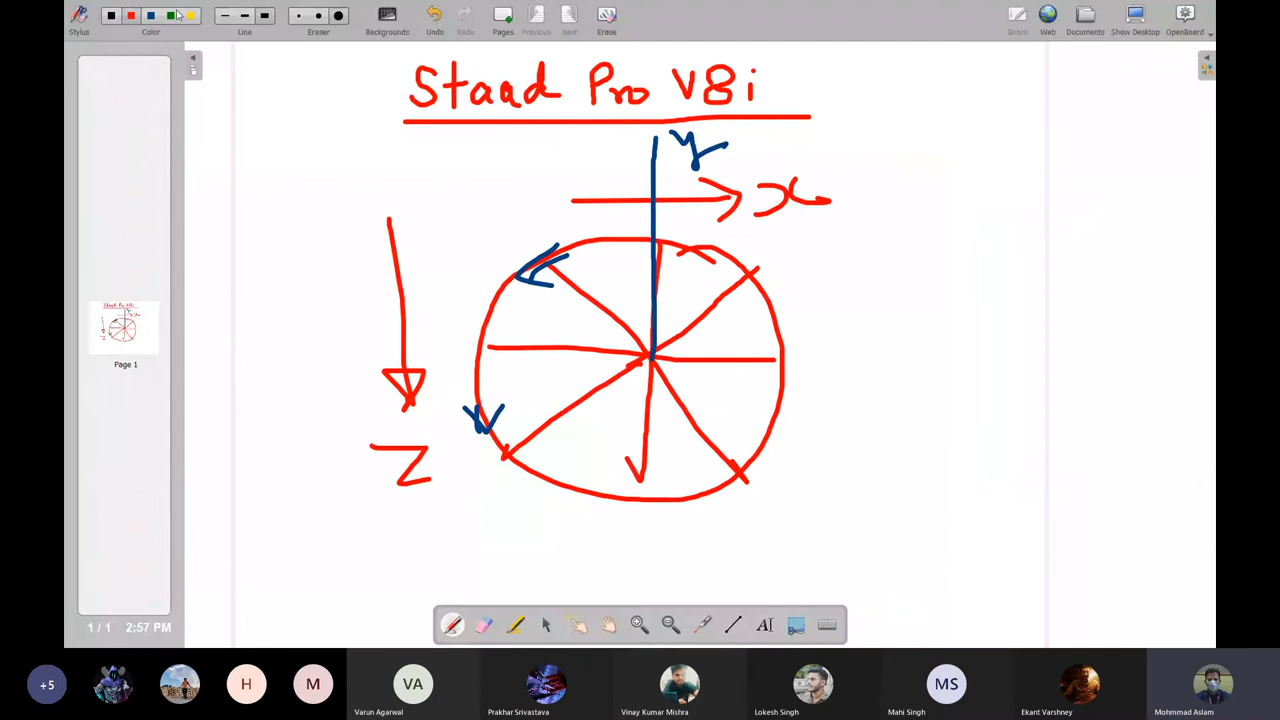 Stylus
Color
Line
Eraser
Backgrounds
Undo
Redo
Pages
Previous
Next
Erase
Board
Web
Documents
Show Desktop
OpenBoard
Staad Pro V8i
y
x
Z
Page 1
1 / 1
2:57 PM
+5
H
M
VA
MS
Varun Agarwal
Prakhar Srivastava
Vinay Kumar Mishra
Lokesh Singh
Mahi Singh
Ekant Varshney
Mohmmad Aslam